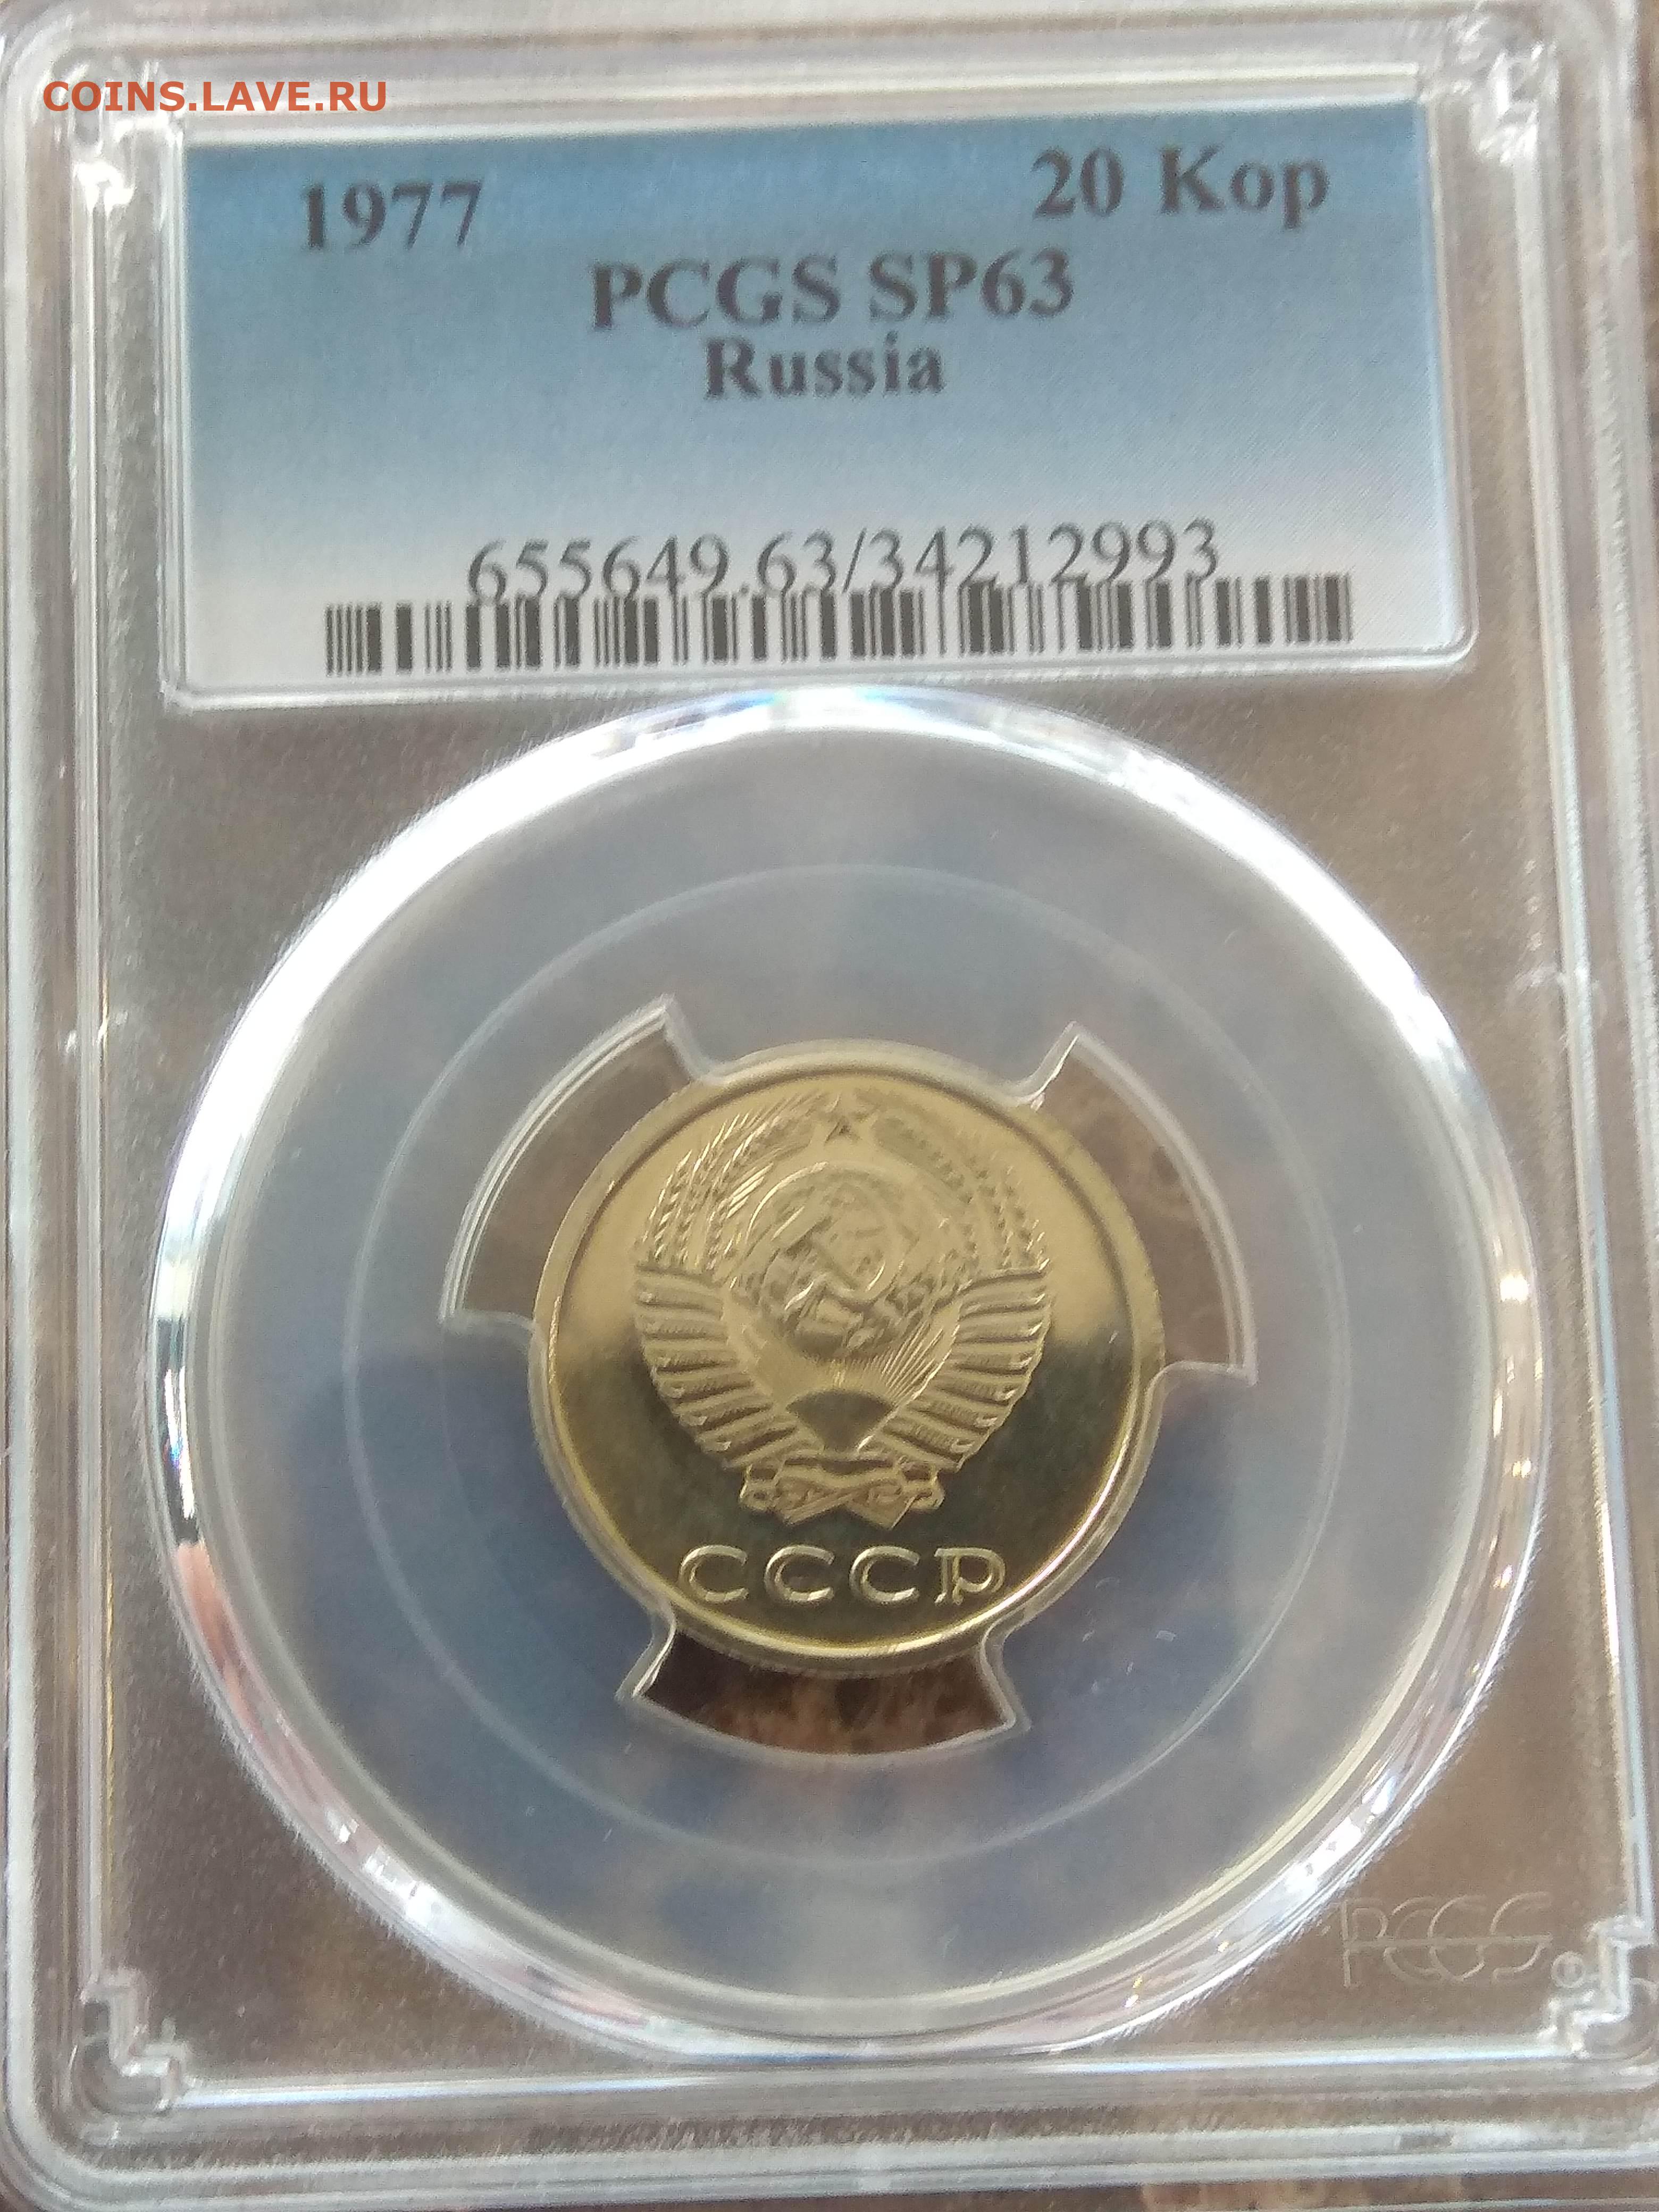 COINS.LAVE.RU
1977 20 Kop
PCGS SP63
Russia
655649.63/34212993
СССР
PCGS